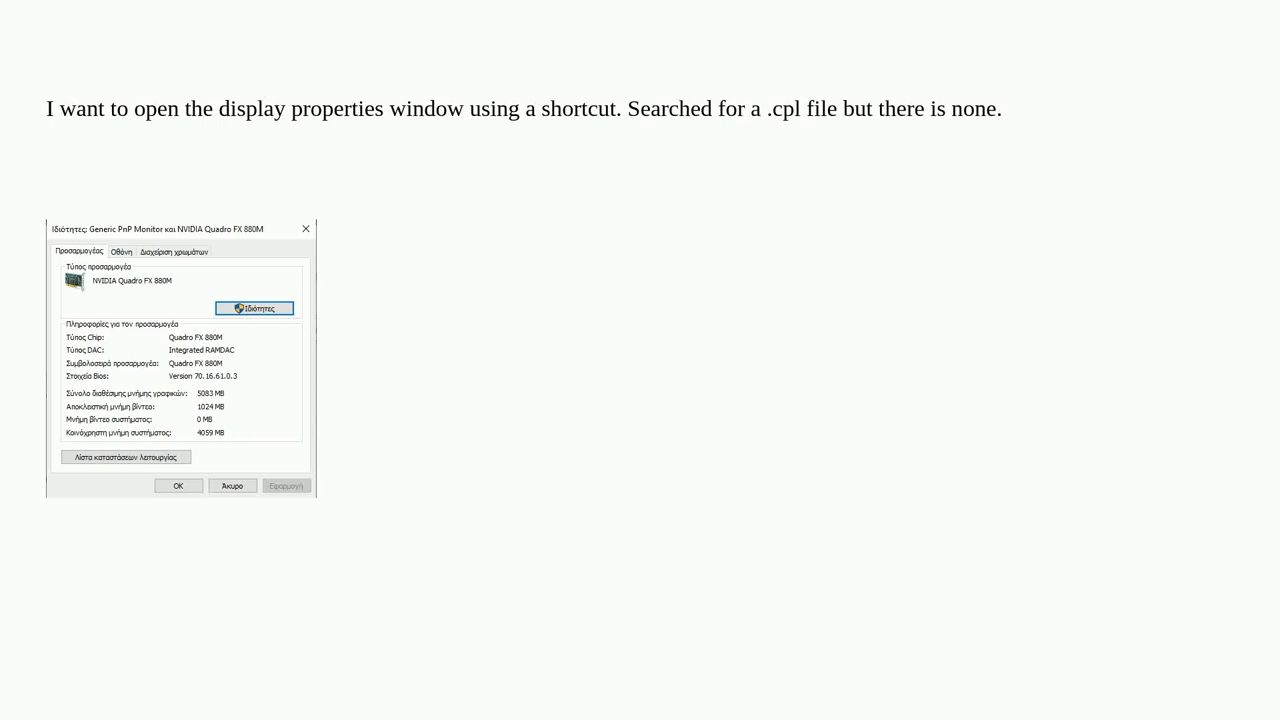 I want to open the display properties window using a shortcut. Searched for a .cpl file but there is none.
Ιδιότητες: Generic PnP Monitor και NVIDIA Quadro FX 880M
Προσαρμογέας Οθόνη Διαχείριση χρωμάτων
Τύπος προσαρμογέα
NVIDIA Quadro FX 880M
Ιδιότητες
Πληροφορίες για τον προσαρμογέα
Τύπος Chip: Quadro FX 880M
Τύπος DAC: Integrated RAMDAC
Συμβολοσειρά προσαρμογέα: Quadro FX 880M
Στοιχεία Bios: Version 70.16.61.0.3
Σύνολο διαθέσιμης μνήμης γραφικών: 5083 MB
Αποκλειστική μνήμη βίντεο: 1024 MB
Μνήμη βίντεο συστήματος: 0 MB
Κοινόχρηστη μνήμη συστήματος: 4059 MB
Λίστα καταστάσεων λειτουργίας
OK Άκυρο Εφαρμογή